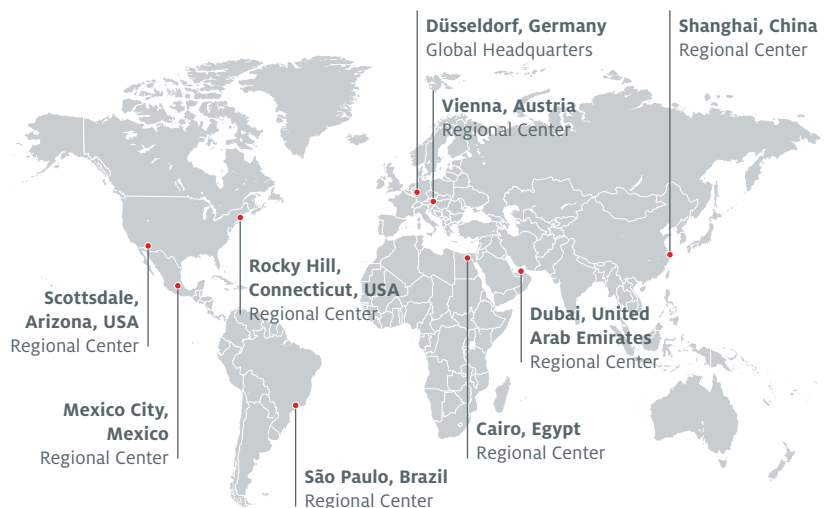 Düsseldorf, Germany
Global Headquarters
Shanghai, China
Regional Center
Vienna, Austria
Regional Center
Rocky Hill,
Connecticut, USA
Regional Center
Scottsdale,
Arizona, USA
Regional Center
Dubai, United
Arab Emirates
Regional Center
Mexico City,
Mexico
Regional Center
Cairo, Egypt
Regional Center
São Paulo, Brazil
Regional Center